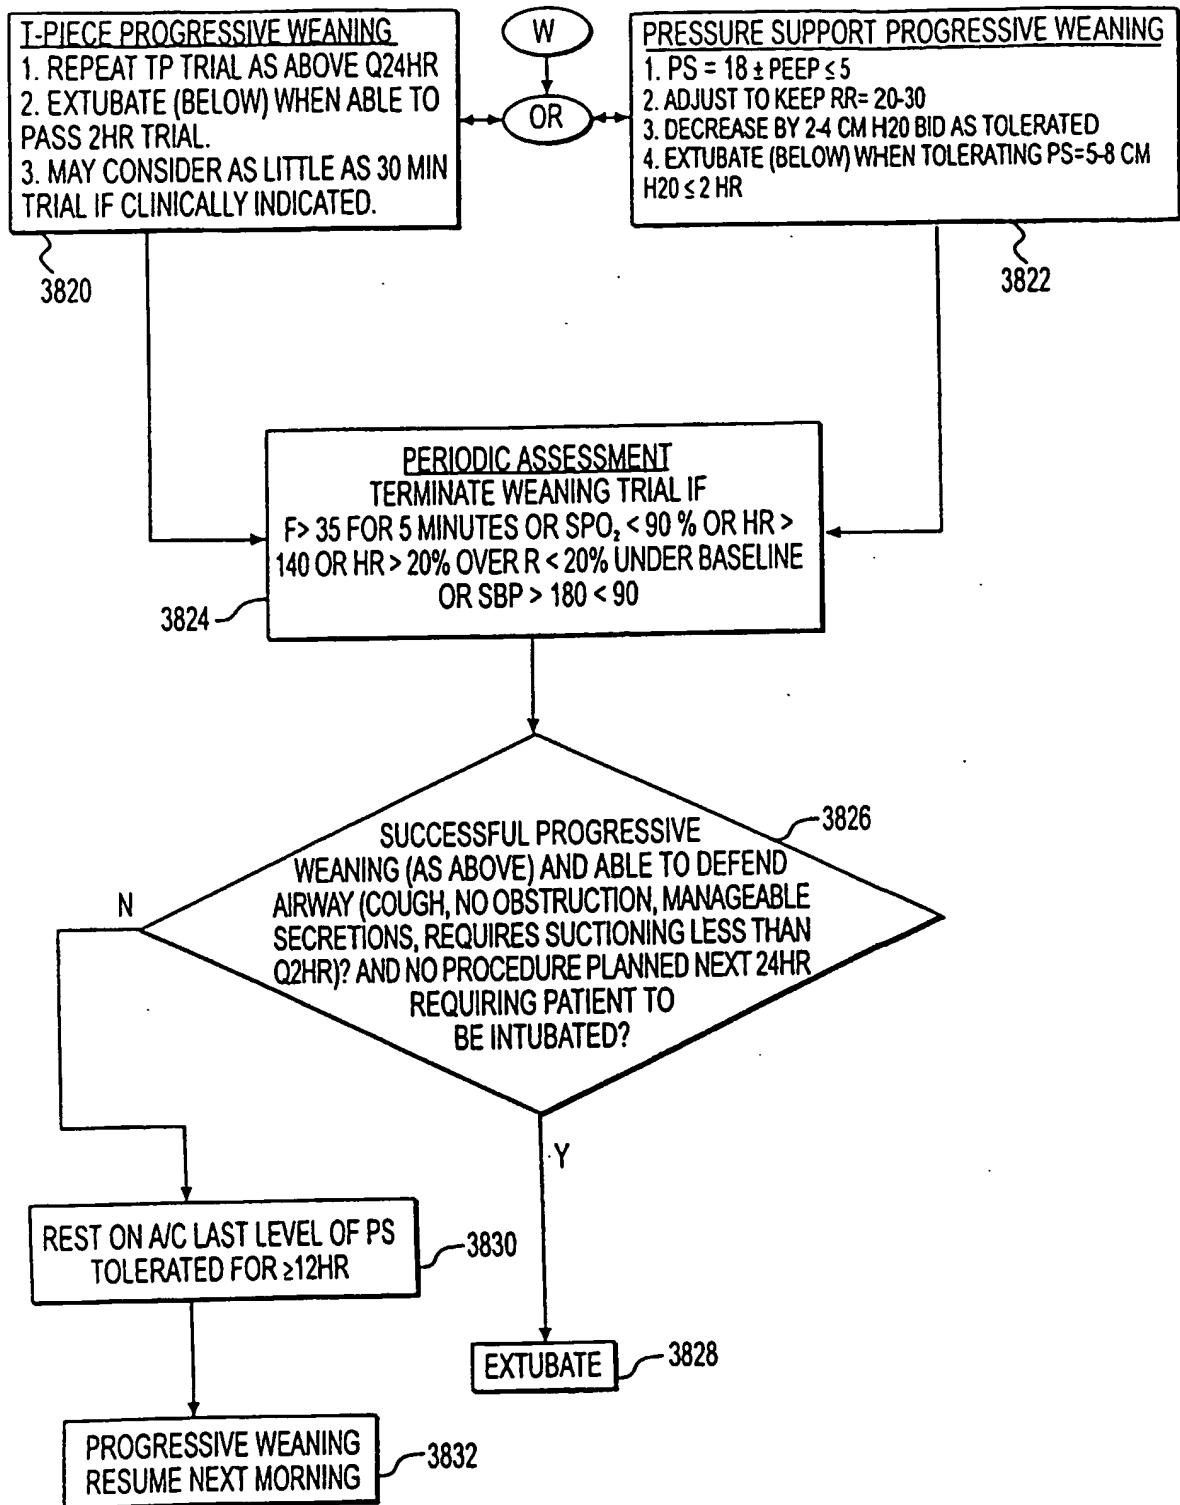 T-PIECE PROGRESSIVE WEANING
1. REPEAT TP TRIAL AS ABOVE Q24HR
2. EXTUBATE (BELOW) WHEN ABLE TO
PASS 2HR TRIAL.
3. MAY CONSIDER AS LITTLE AS 30 MIN
TRIAL IF CLINICALLY INDICATED.
3820
W
OR
PRESSURE SUPPORT PROGRESSIVE WEANING
1. PS = 18 ± PEEP ≤ 5
2. ADJUST TO KEEP RR= 20-30
3. DECREASE BY 2-4 CM H20 BID AS TOLERATED
4. EXTUBATE (BELOW) WHEN TOLERATING PS=5-8 CM
H20 ≤ 2 HR
3822
PERIODIC ASSESSMENT
TERMINATE WEANING TRIAL IF
F> 35 FOR 5 MINUTES OR SPO₂ < 90 % OR HR >
140 OR HR > 20% OVER R < 20% UNDER BASELINE
OR SBP > 180 < 90
3824
SUCCESSFUL PROGRESSIVE
WEANING (AS ABOVE) AND ABLE TO DEFEND
AIRWAY (COUGH, NO OBSTRUCTION, MANAGEABLE
SECRETIONS, REQUIRES SUCTIONING LESS THAN
Q2HR)? AND NO PROCEDURE PLANNED NEXT 24HR
REQUIRING PATIENT TO
BE INTUBATED?
3826
N
Y
REST ON A/C LAST LEVEL OF PS
TOLERATED FOR ≥12HR
3830
EXTUBATE
3828
PROGRESSIVE WEANING
RESUME NEXT MORNING
3832